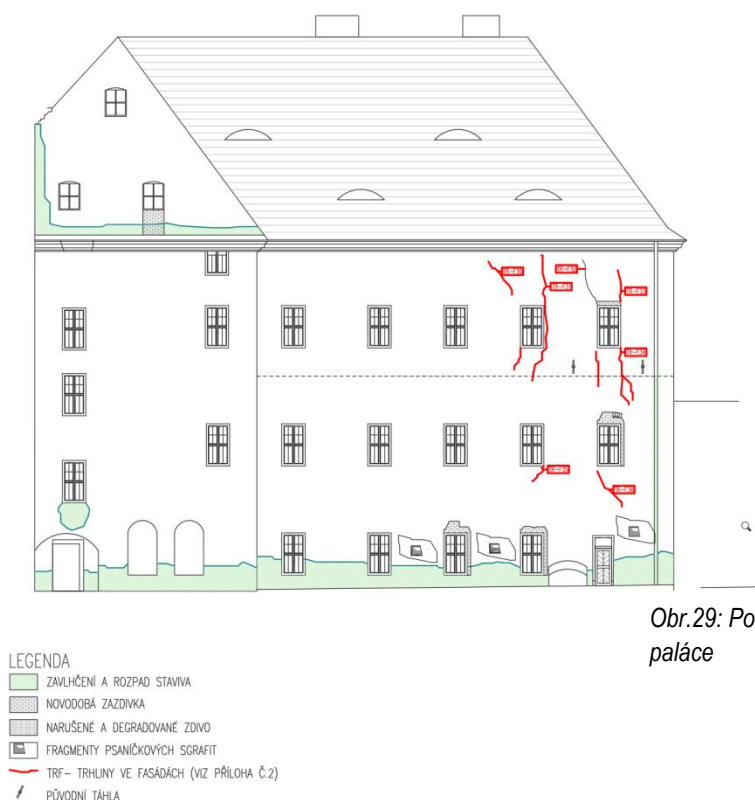 Obr.29: Po
paláce
LEGENDA
ZAVLHČENÍ A ROZPAD STAVIVA
NOVODOBÁ ZAZDÍVKA
NARUŠENÉ A DEGRADOVANÉ ZDIVO
FRAGMENTY PSANÍČKOVÝCH SGRAFIT
TRF– TRHLINY VE FASÁDÁCH (VIZ PŘÍLOHA Č.2)
PŮVODNÍ TÁHLA